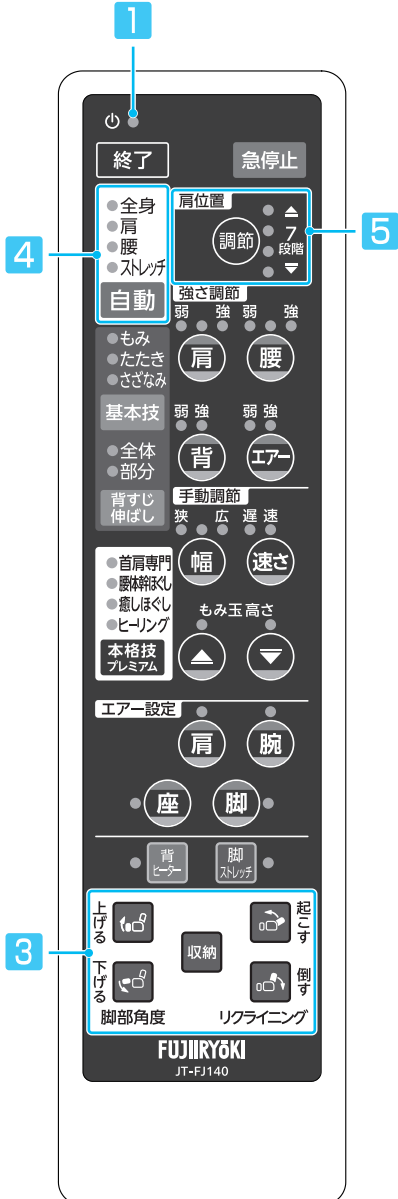 1
終了
急停止
4
全身
肩
腰
ストレッチ
自動
肩位置
調節
7
段階
5
強さ調節
弱 強 弱 強
肩
腰
もみ
たたき
さざなみ
基本技
弱 強 弱 強
背
エアー
全体
部分
背すじ
伸ばし
手動調節
狭 広 遅 速
幅
速さ
首肩専門
腰体幹ほぐし
癒しほぐし
ヒーリング
本格技
プレミアム
もみ玉高さ
エアー設定
肩
腕
座
脚
背
ヒーター
脚
ストレッチ
3
上げる
下げる
脚部角度
収納
起こす
倒す
リクライニング
FUJIIRYOKI
JT-FJ140